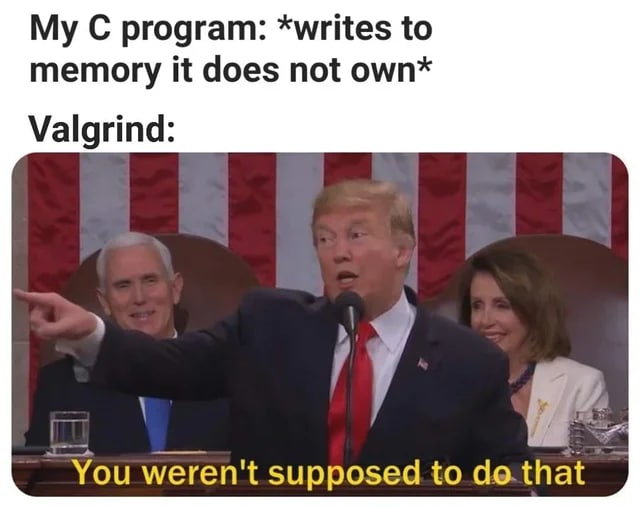 My C program: *writes to
memory it does not own*
Valgrind:
You weren't supposed to do that